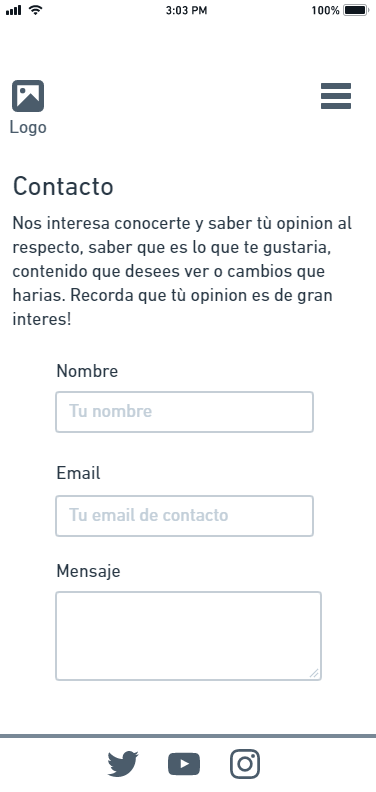 3:03 PM
100%
Logo
Contacto
Nos interesa conocerte y saber tù opinion al
respecto, saber que es lo que te gustaria,
contenido que desees ver o cambios que
harias. Recorda que tù opinion es de gran
interes!
Nombre
Tu nombre
Email
Tu email de contacto
Mensaje